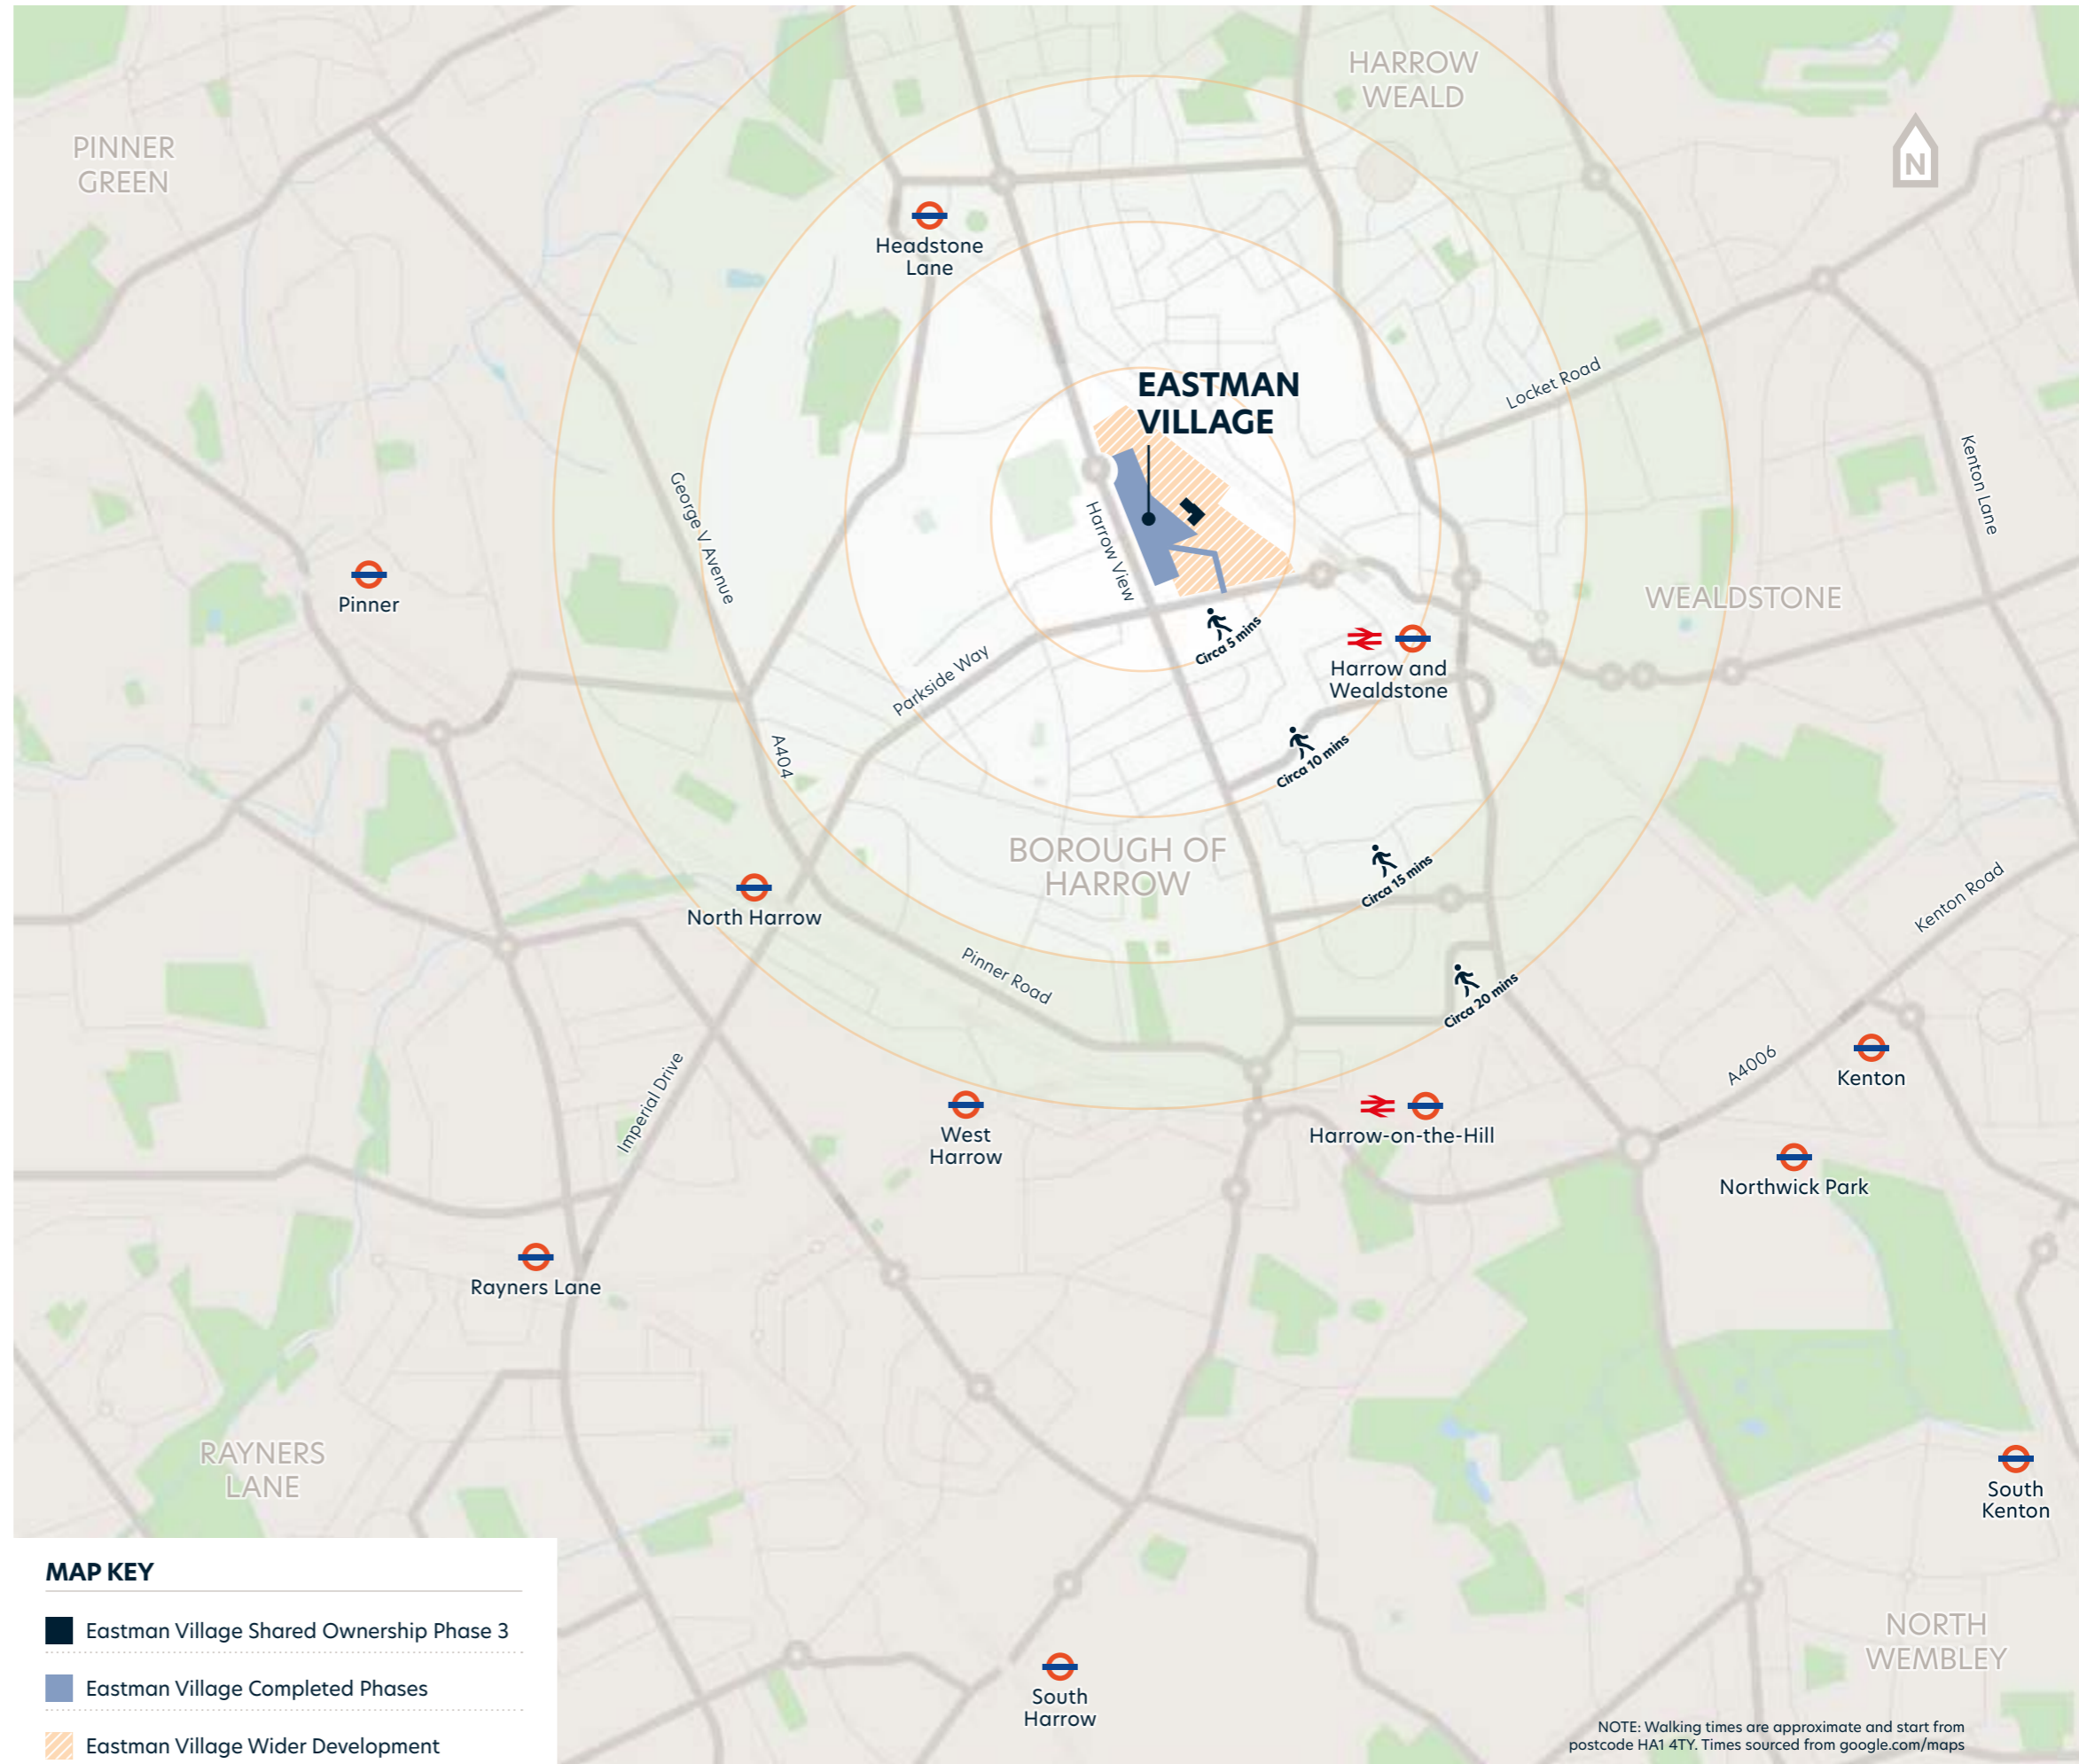 HARROW
WEALD
PINNER
GREEN
N
Headstone
Lane
EASTMAN
VILLAGE
Locket Road
Kenton Lane
George V Avenue
Harrow View
Pinner
WEALDSTONE
Circa 5 mins
Harrow and
Wealdstone
Parkside Way
A404
Circa 10 mins
BOROUGH OF
HARROW
Circa 15 mins
North Harrow
Kenton Road
Pinner Road
Circa 20 mins
Imperial Drive
A4006
Kenton
West
Harrow
Harrow-on-the-Hill
Northwick Park
Rayners Lane
RAYNERS
LANE
South
Kenton
MAP KEY
Eastman Village Shared Ownership Phase 3
Eastman Village Completed Phases
Eastman Village Wider Development
South
Harrow
NORTH
WEMBLEY
NOTE: Walking times are approximate and start from
postcode HA1 4TY. Times sourced from google.com/maps